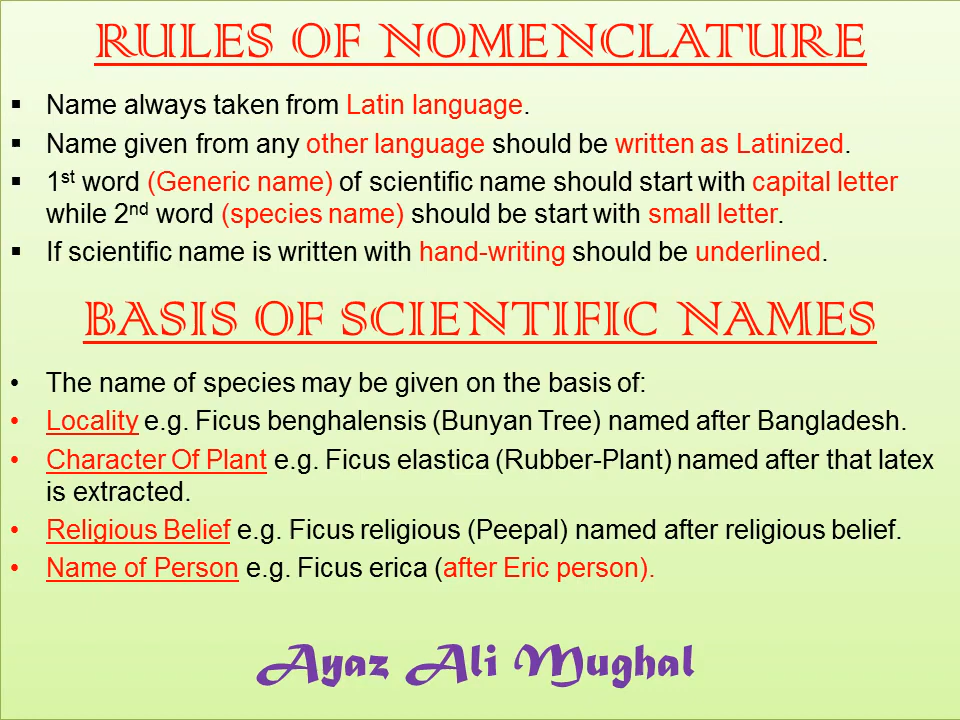 RULES OF NOMENCLATURE
▪ Name always taken from Latin language.
▪ Name given from any other language should be written as Latinized.
▪ 1st word (Generic name) of scientific name should start with capital letter
while 2nd word (species name) should be start with small letter.
▪ If scientific name is written with hand-writing should be underlined.
BASIS OF SCIENTIFIC NAMES
• The name of species may be given on the basis of:
• Locality e.g. Ficus benghalensis (Bunyan Tree) named after Bangladesh.
• Character Of Plant e.g. Ficus elastica (Rubber-Plant) named after that latex
is extracted.
• Religious Belief e.g. Ficus religious (Peepal) named after religious belief.
• Name of Person e.g. Ficus erica (after Eric person).
Ayaz Ali Mughal